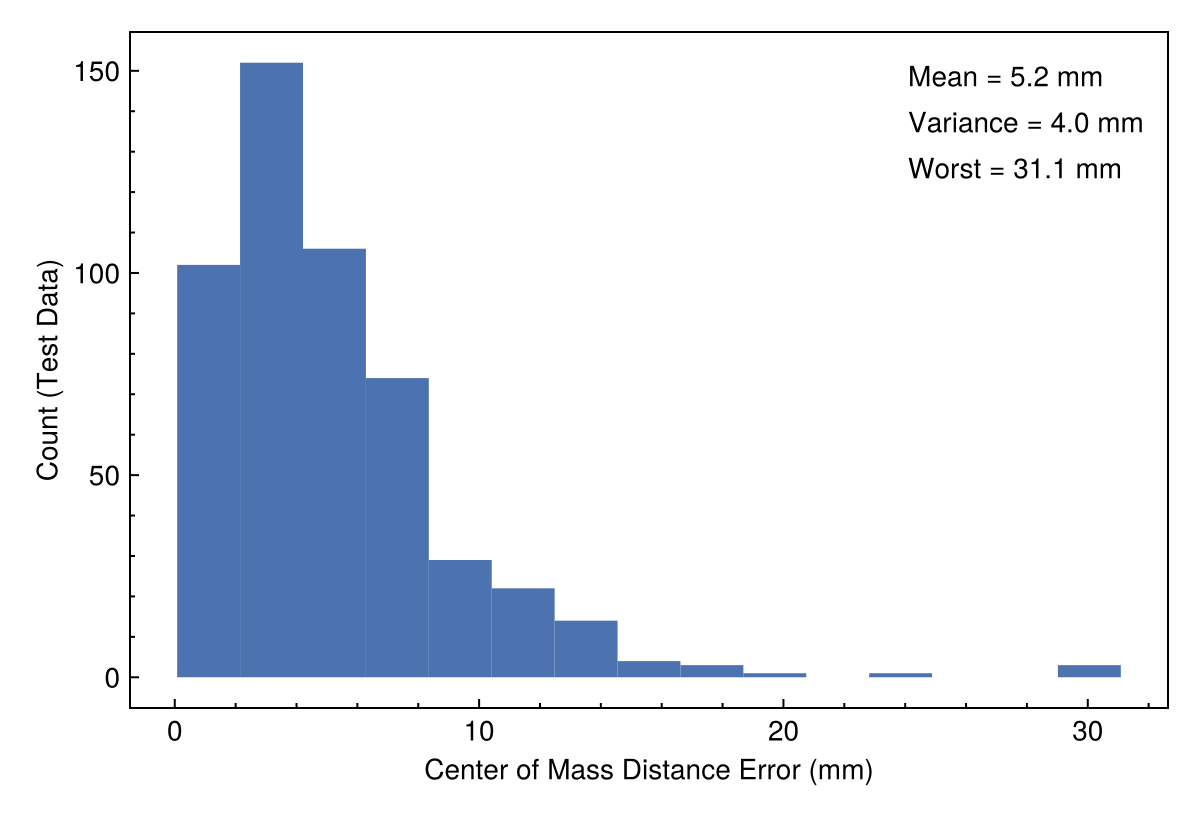 Mean = 5.2 mm
Variance = 4.0 mm
Worst = 31.1 mm
150
100
50
0
Count (Test Data)
0 10 20 30
Center of Mass Distance Error (mm)